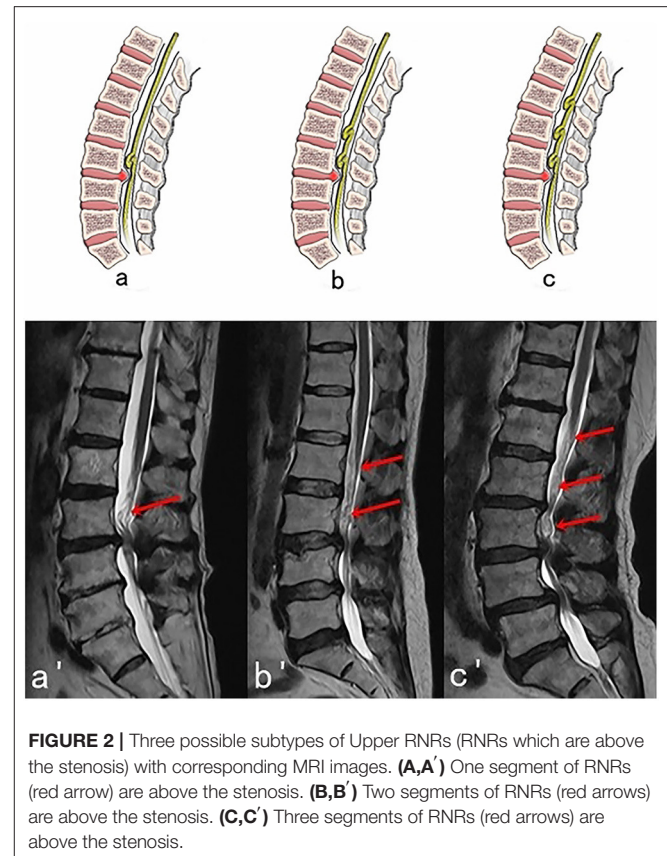 a b c
a' b' c'
FIGURE 2 | Three possible subtypes of Upper RNRs (RNRs which are above
the stenosis) with corresponding MRI images. (A,A′) One segment of RNRs
(red arrow) are above the stenosis. (B,B′) Two segments of RNRs (red arrows)
are above the stenosis. (C,C′) Three segments of RNRs (red arrows) are
above the stenosis.